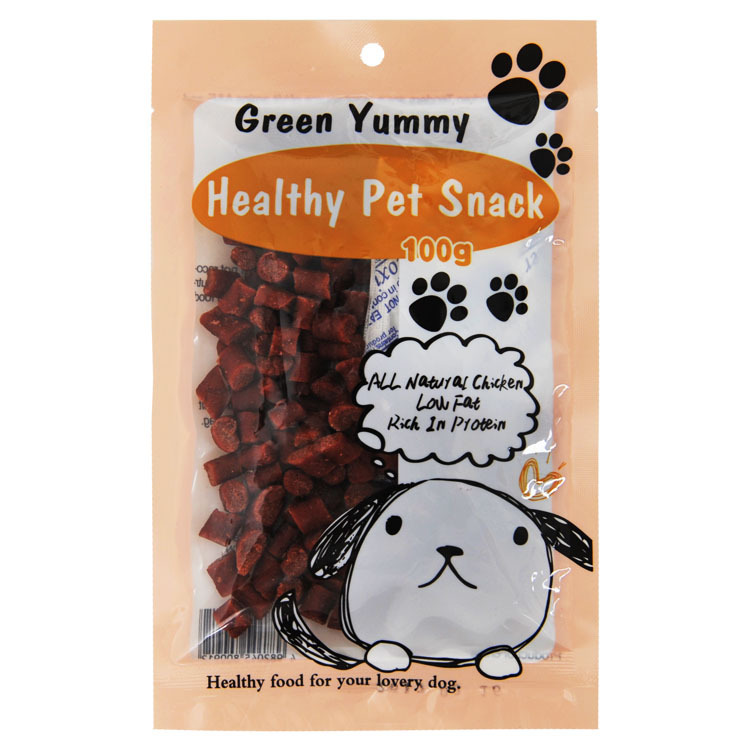 Green Yummy
Healthy Pet Snack
100g
ALL Natural Chicken
Low Fat
Rich In Protein
Healthy food for your lovery dog.